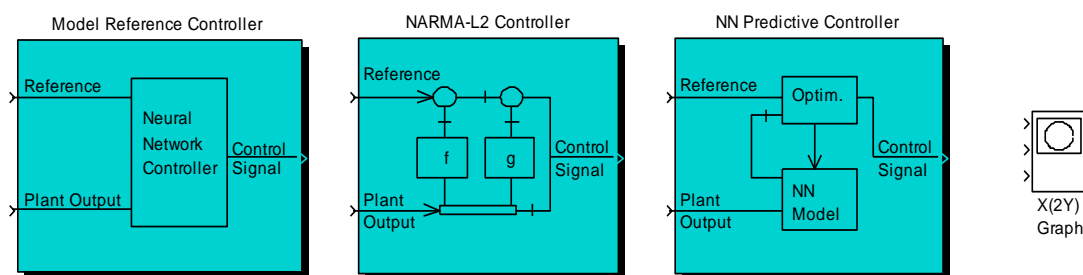 Model Reference Controller
Reference
Neural
Network
Controller
Control
Signal
Plant Output
NARMA-L2 Controller
Reference
f
g
Control
Signal
Plant
Output
NN Predictive Controller
Reference
Optim.
Control
Signal
NN
Model
Plant
Output
X(2Y)
Graph